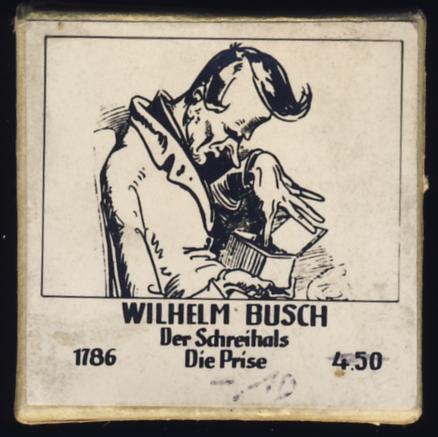 WILHELM BUSCH
Der Schreihals
1786 Die Prise 4.50